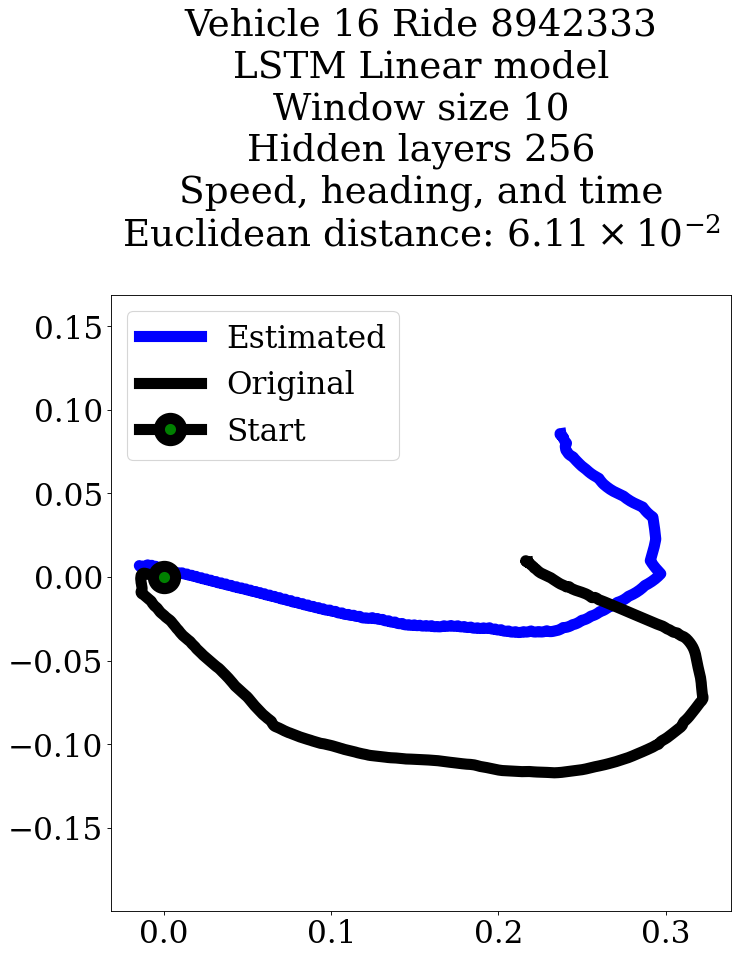 Vehicle 16 Ride 8942333
LSTM Linear model
Window size 10
Hidden layers 256
Speed, heading, and time
Euclidean distance: 6.11 × 10⁻²
Estimated
Original
Start
0.15
0.10
0.05
0.00
−0.05
−0.10
−0.15
0.0 0.1 0.2 0.3